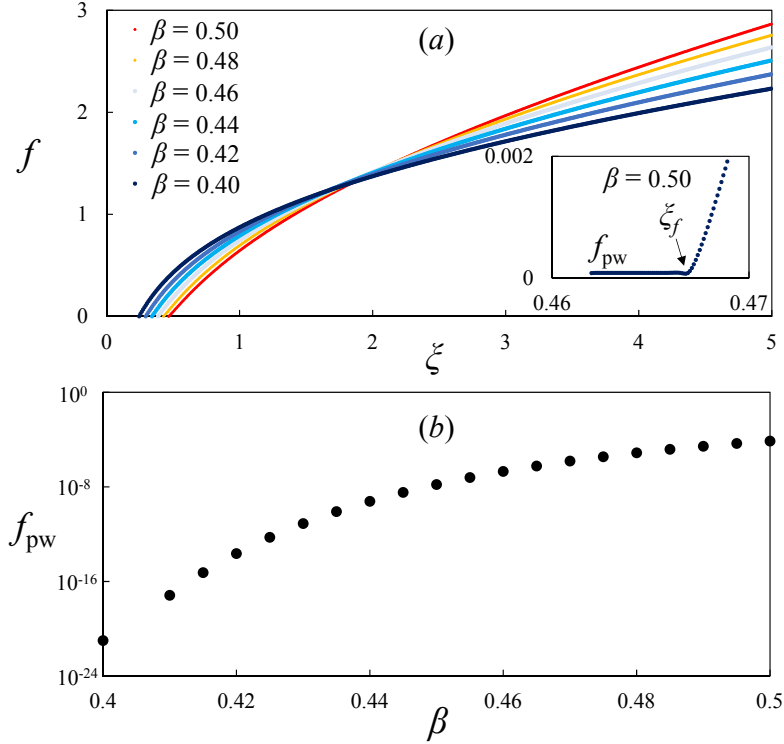 3
2
1
0
f
(a)
β = 0.50
β = 0.48
β = 0.46
β = 0.44
β = 0.42
β = 0.40
0.002
0
β = 0.50
ξf
fpw
0.46
0.47
0
1
2
3
4
5
ξ
(b)
10⁰
10⁻⁸
10⁻¹⁶
10⁻²⁴
fpw
0.4
0.42
0.44
0.46
0.48
0.5
β